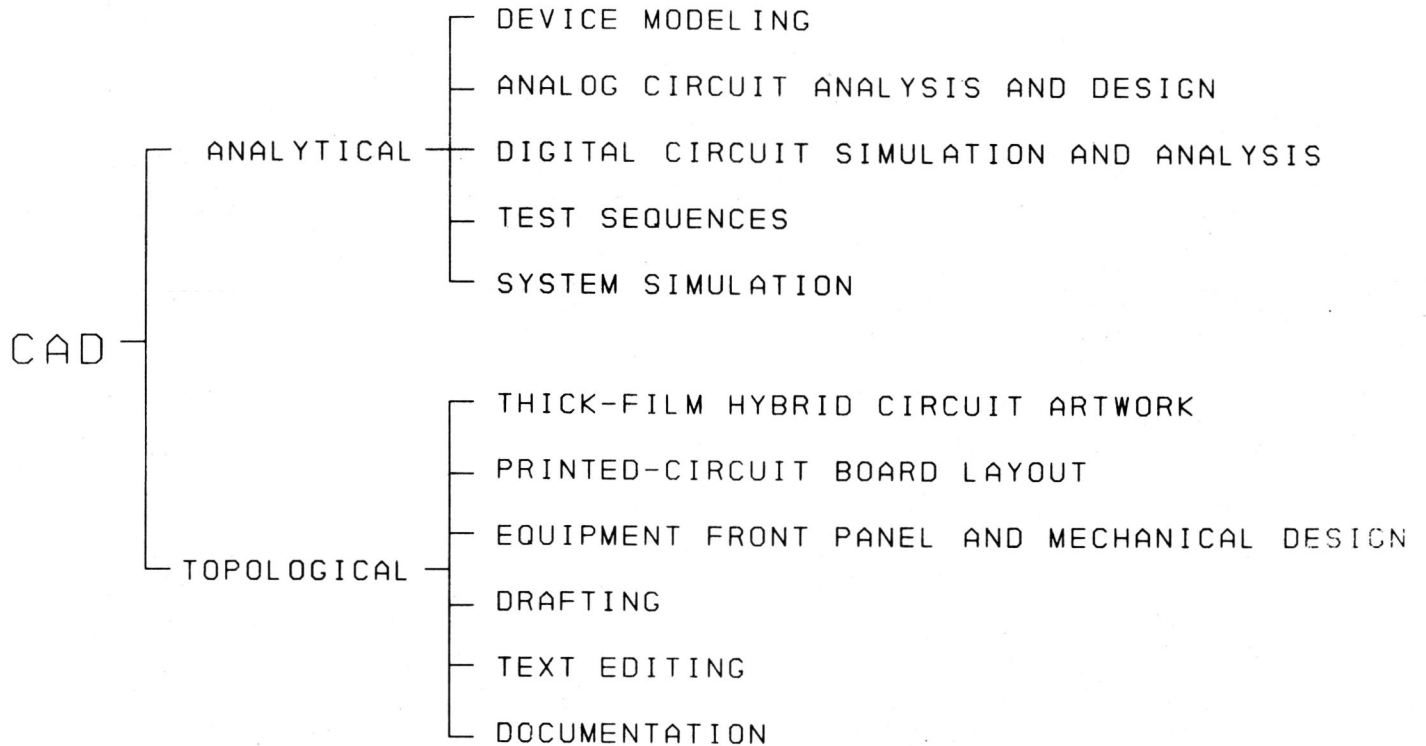 DEVICE MODELING
ANALOG CIRCUIT ANALYSIS AND DESIGN
ANALYTICAL
DIGITAL CIRCUIT SIMULATION AND ANALYSIS
TEST SEQUENCES
SYSTEM SIMULATION
CAD
THICK-FILM HYBRID CIRCUIT ARTWORK
PRINTED-CIRCUIT BOARD LAYOUT
EQUIPMENT FRONT PANEL AND MECHANICAL DESIGN
TOPOLOGICAL
DRAFTING
TEXT EDITING
DOCUMENTATION